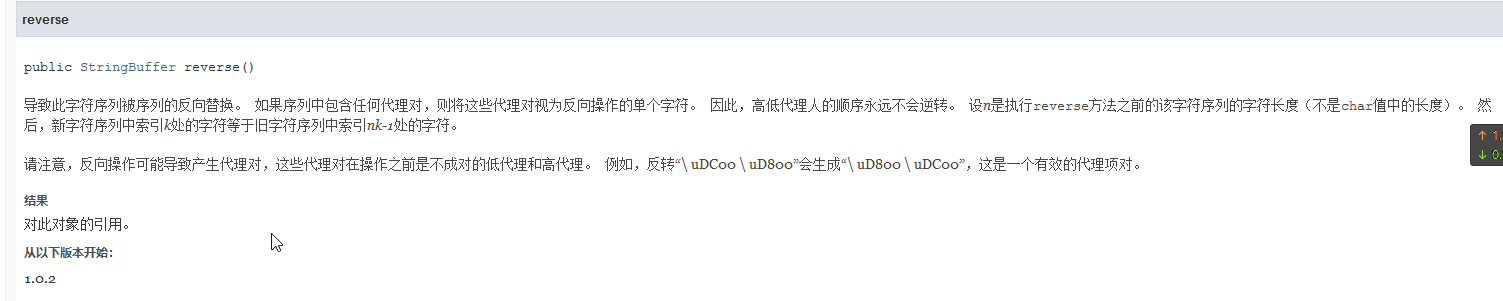 reverse
public StringBuffer reverse()
导致此字符序列被序列的反向替换。 如果序列中包含任何代理对，则将这些代理对视为反向操作的单个字符。 因此，高低代理人的顺序永远不会逆转。 设n是执行reverse方法之前的该字符序列的字符长度（不是char值中的长度）。 然
后，新字符序列中索引k处的字符等于旧字符序列中索引nk-1处的字符。
请注意，反向操作可能导致产生代理对，这些代理对在操作之前是不成对的低代理和高代理。 例如，反转“\ uDC00 \ uD800”会生成“\ uD800 \ uDC00”，这是一个有效的代理项对。
结果
对此对象的引用。
从以下版本开始：
1.0.2
↑ 1.
↓ 0.